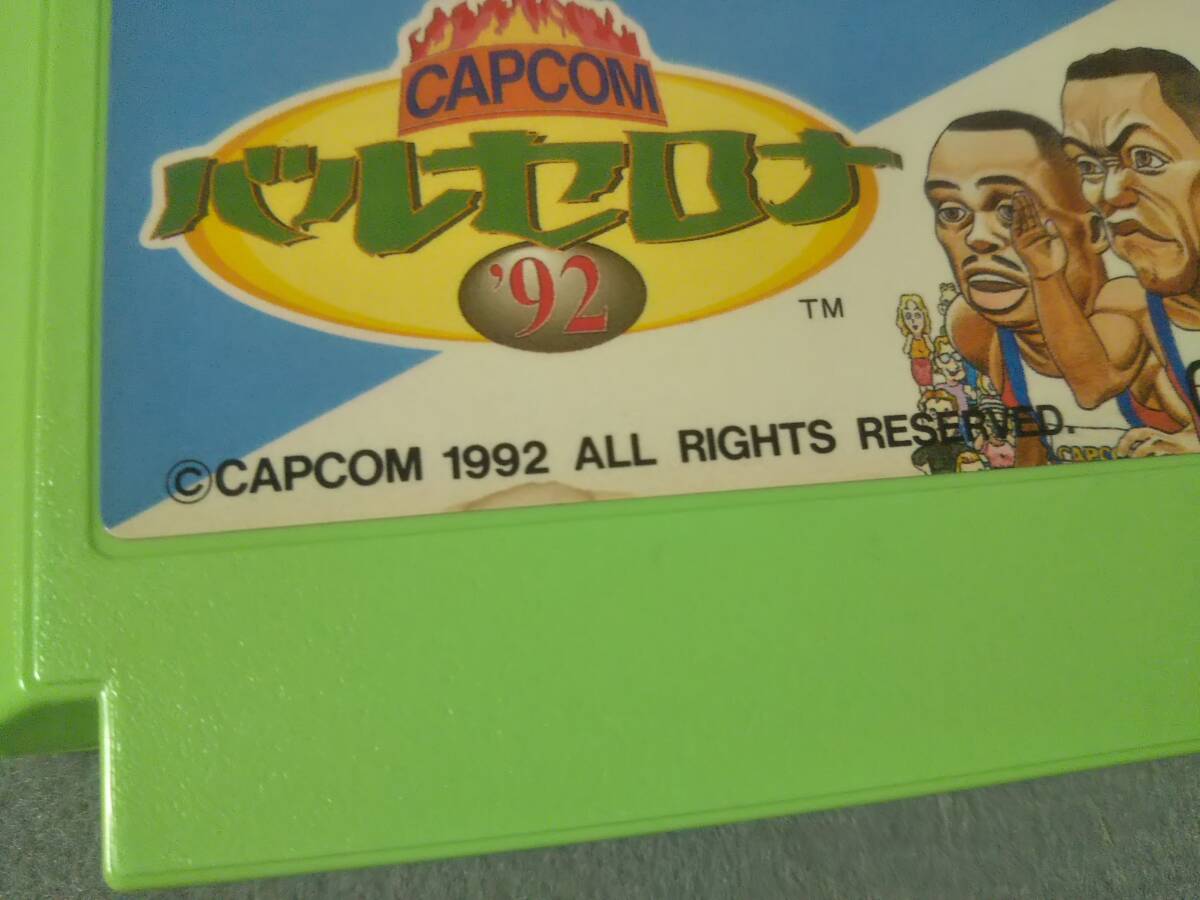 CAPCOM
バルセロナ
'92
TM
©CAPCOM 1992 ALL RIGHTS RESERVED.